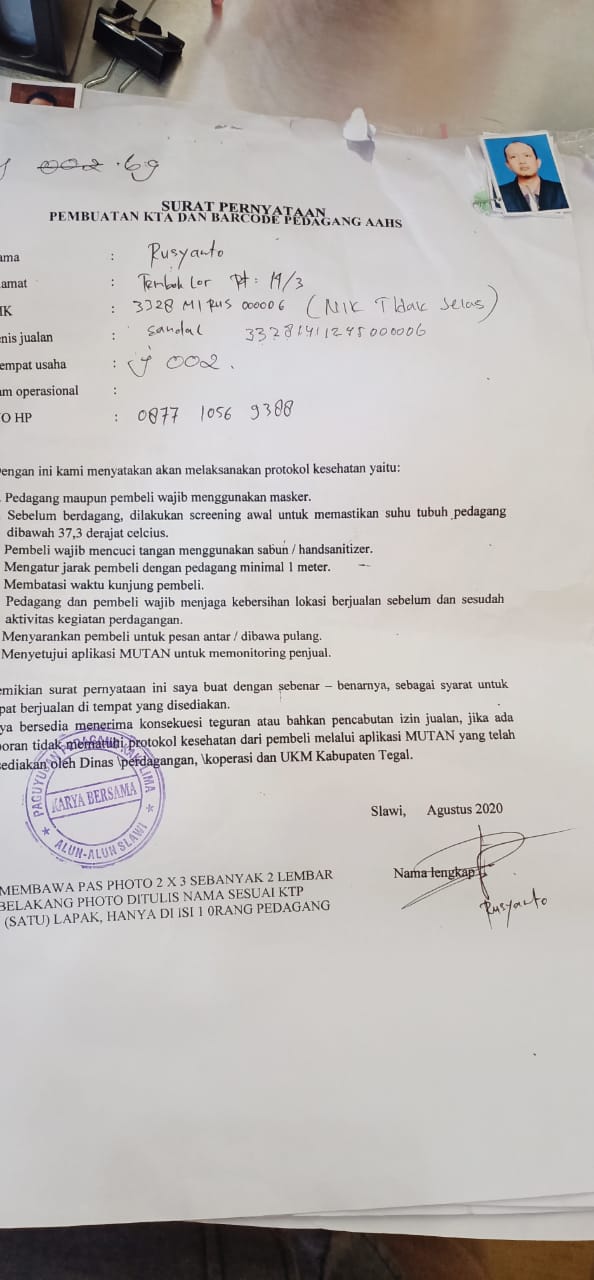 002 .69
SURAT PERNYATAAN
PEMBUATAN KTA DAN BARCODE PEDAGANG AAHS
ama : Rusyanto
amat : Tembok Lor Rt: 19/3
IK : 3328 MI RUS 000006 (NIK Tidak Jelas)
nis jualan : Sandal 33281411245000006
empat usaha : J 002.
am operasional :
O HP : 0877 1056 9388
engan ini kami menyatakan akan melaksanakan protokol kesehatan yaitu:
Pedagang maupun pembeli wajib menggunakan masker.
Sebelum berdagang, dilakukan screening awal untuk memastikan suhu tubuh pedagang
dibawah 37,3 derajat celcius.
Pembeli wajib mencuci tangan menggunakan sabun / handsanitizer.
Mengatur jarak pembeli dengan pedagang minimal 1 meter.
Membatasi waktu kunjung pembeli.
Pedagang dan pembeli wajib menjaga kebersihan lokasi berjualan sebelum dan sesudah
aktivitas kegiatan perdagangan.
Menyarankan pembeli untuk pesan antar / dibawa pulang.
Menyetujui aplikasi MUTAN untuk memonitoring penjual.
emikian surat pernyataan ini saya buat dengan sebenar – benarnya, sebagai syarat untuk
pat berjualan di tempat yang disediakan.
ya bersedia menerima konsekuesi teguran atau bahkan pencabutan izin jualan, jika ada
poran tidak mematuhi protokol kesehatan dari pembeli melalui aplikasi MUTAN yang telah
sediakan oleh Dinas \perdagangan, \koperasi dan UKM Kabupaten Tegal.
PAGUYUBAN PEDAGANG KAKI LIMA
KARYA BERSAMA
ALUN-ALUN SLAWI
Slawi, Agustus 2020
Nama lengkap
Rusyanto
MEMBAWA PAS PHOTO 2 X 3 SEBANYAK 2 LEMBAR
BELAKANG PHOTO DITULIS NAMA SESUAI KTP
(SATU) LAPAK, HANYA DI ISI 1 0RANG PEDAGANG